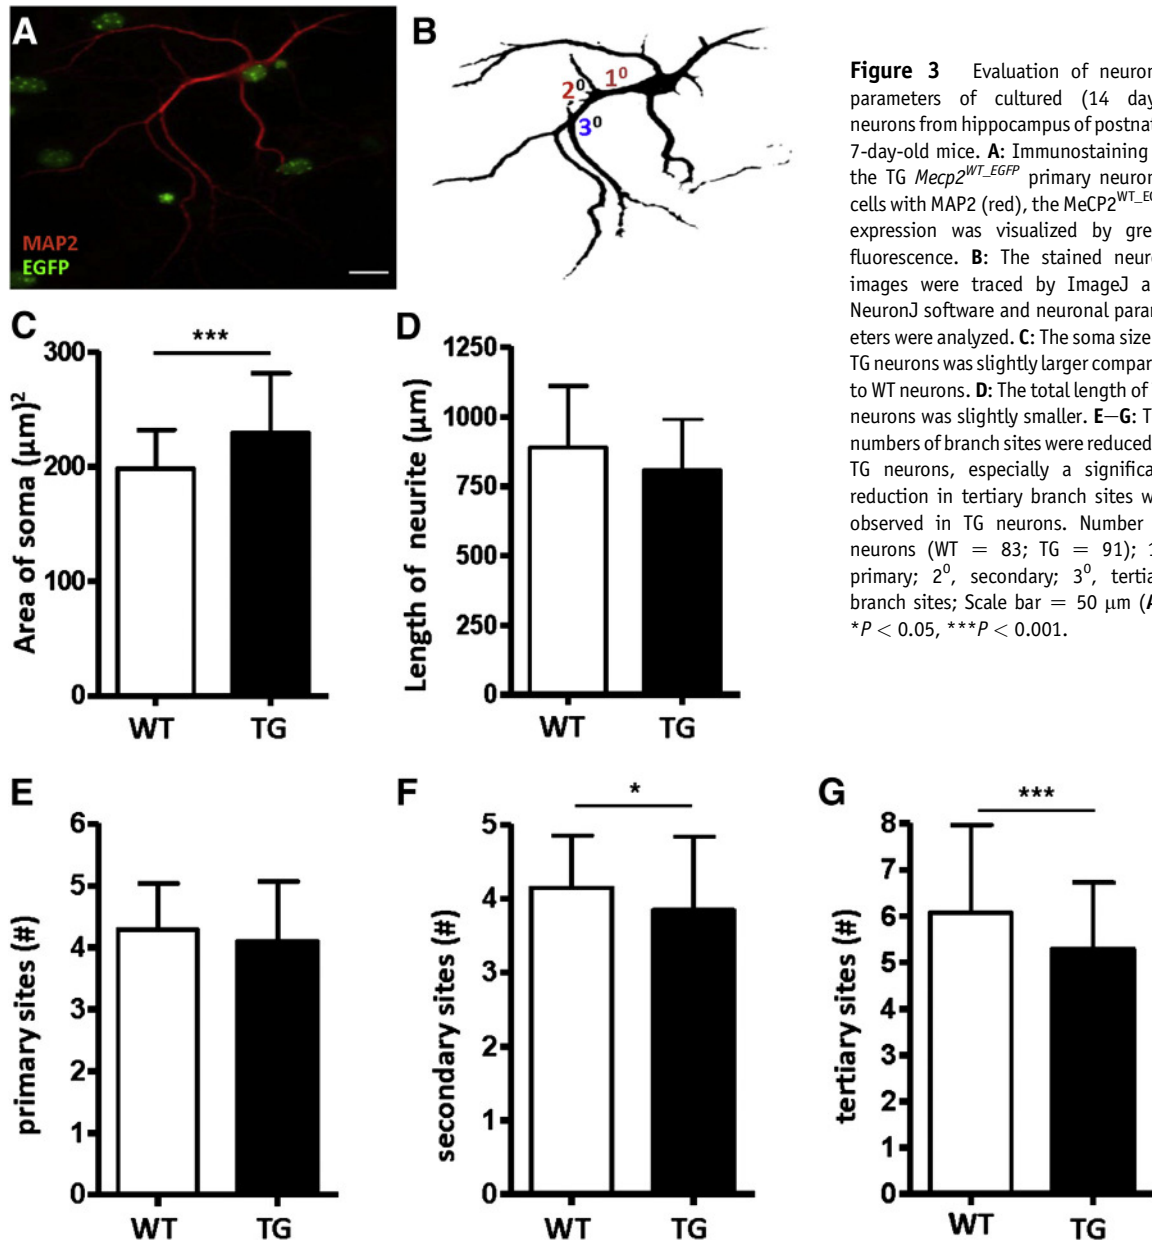 A
MAP2
EGFP
B
1⁰
2⁰
3⁰
Figure 3 Evaluation of neuron
parameters of cultured (14 day
neurons from hippocampus of postnat
7-day-old mice. A: Immunostaining
the TG Mecp2^WT_EGFP primary neuron
cells with MAP2 (red), the MeCP2^WT_EG
expression was visualized by gre
fluorescence. B: The stained neuro
images were traced by ImageJ a
NeuronJ software and neuronal param
eters were analyzed. C: The soma size
TG neurons was slightly larger compar
to WT neurons. D: The total length of
neurons was slightly smaller. E–G: T
numbers of branch sites were reduced
TG neurons, especially a significa
reduction in tertiary branch sites w
observed in TG neurons. Number
neurons (WT = 83; TG = 91); 1
primary; 2⁰, secondary; 3⁰, tertia
branch sites; Scale bar = 50 μm (A
*P < 0.05, ***P < 0.001.
C
***
Area of soma (μm)²
300
200
100
0
WT TG
D
Length of neurite (μm)
1250
1000
750
500
250
0
WT TG
E
primary sites (#)
6
5
4
3
2
1
0
WT TG
F
*
secondary sites (#)
5
4
3
2
1
0
WT TG
G
***
tertiary sites (#)
8
7
6
5
4
3
2
1
0
WT TG